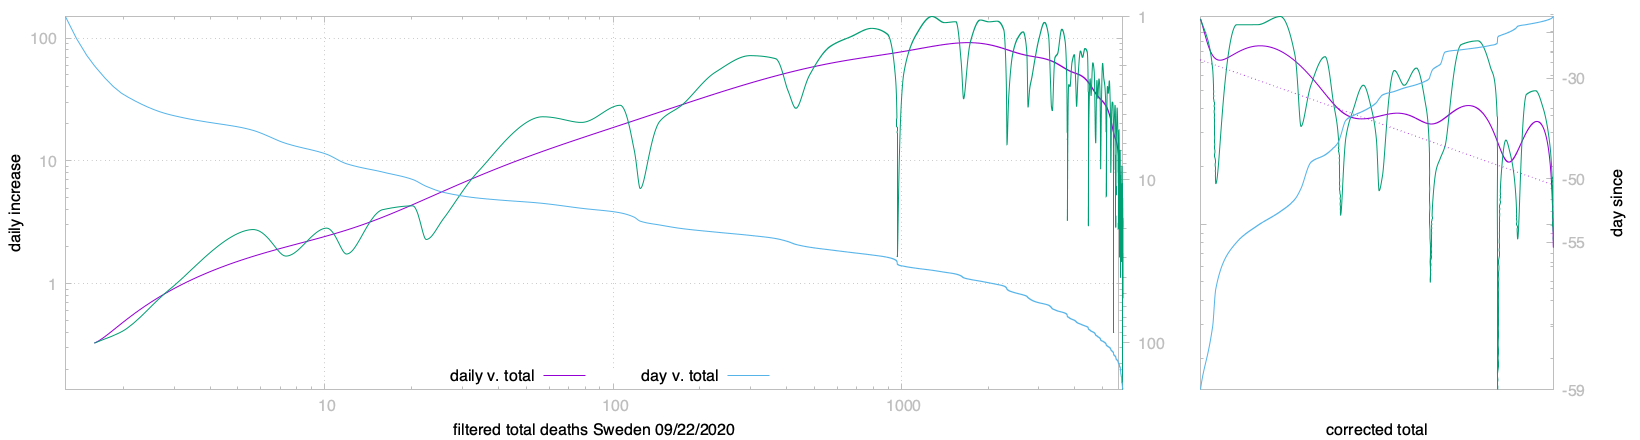 100
10
1
daily increase
1
10
100
daily v. total
day v. total
10
100
1000
filtered total deaths Sweden 09/22/2020
-30
-50
-55
-59
day since
corrected total